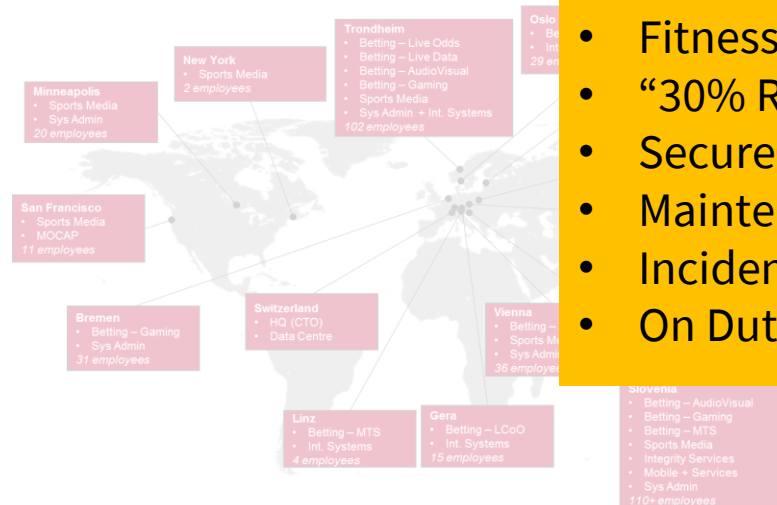 Trondheim
• Betting – Live Odds
• Betting – Live Data
• Betting – AudioVisual
• Betting – Gaming
• Sports Media
• Sys Admin + Int. Systems
102 employees
Oslo
New York
• Sports Media
2 employees
Minneapolis
• Sports Media
• Sys Admin
20 employees
San Francisco
• Sports Media
• MOCAP
11 employees
Bremen
• Betting – Gaming
• Sys Admin
31 employees
Switzerland
• HQ (CTO)
• Data Centre
Vienna
• Betting –
• Sports Me
• Sys Admi
36 employee
Linz
• Betting – MTS
• Int. Systems
4 employees
Gera
• Betting – LCoO
• Int. Systems
15 employees
Slovenia
• Betting – AudioVisual
• Betting – Gaming
• Betting – MTS
• Sports Media
• Integrity Services
• Mobile + Services
• Sys Admin
110+ employees
• Fitness
• “30% R
• Secure
• Mainte
• Inciden
• On Dut